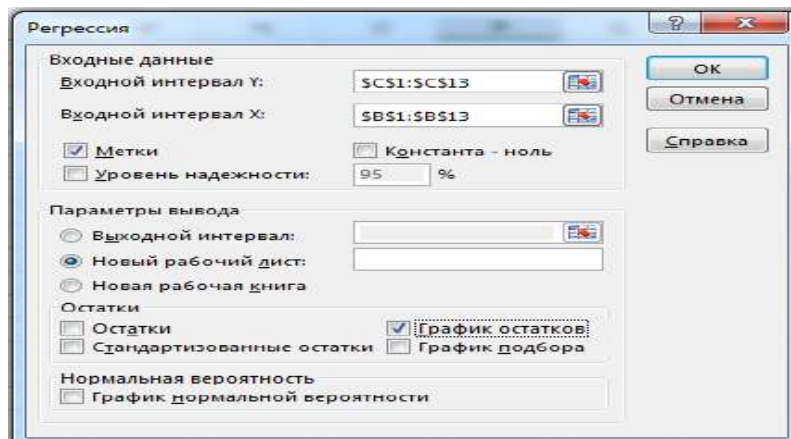 Регрессия
Входные данные
Входной интервал Y: $C$1:$C$13
Входной интервал X: $B$1:$B$13
Метки Константа - ноль
Уровень надежности: 95 %
Параметры вывода
Выходной интервал:
Новый рабочий лист:
Новая рабочая книга
Остатки
Остатки График остатков
Стандартизованные остатки График подбора
Нормальная вероятность
График нормальной вероятности
ОК
Отмена
Справка
?